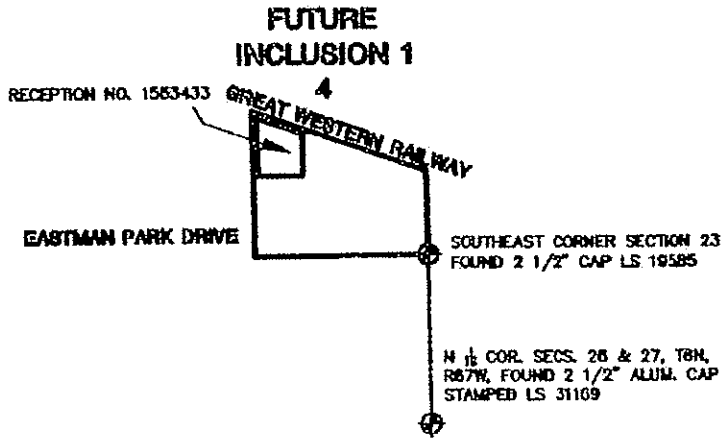 FUTURE
INCLUSION 1
4
RECEPTION NO. 1563433
GREAT WESTERN RAILWAY
EASTMAN PARK DRIVE
SOUTHEAST CORNER SECTION 23
FOUND 2 1/2" CAP LS 19585
N 1/16 COR. SECS. 26 & 27, T6N,
R67W, FOUND 2 1/2" ALUM. CAP
STAMPED LS 31169